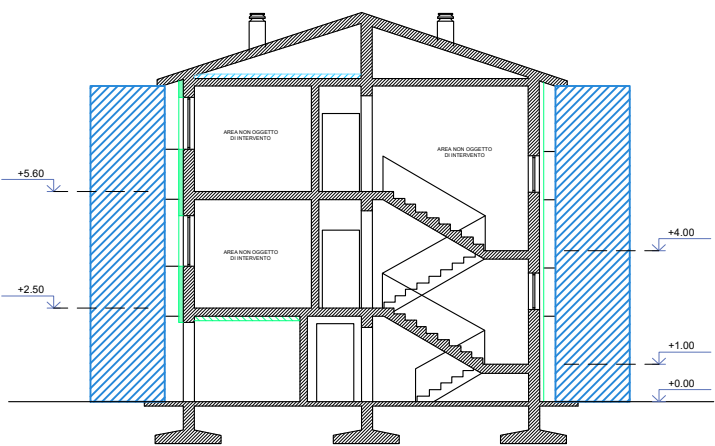 AREA NON OGGETTO
DI INTERVENTO
AREA NON OGGETTO
DI INTERVENTO
+5.60
+4.00
AREA NON OGGETTO
DI INTERVENTO
+2.50
+1.00
+0.00